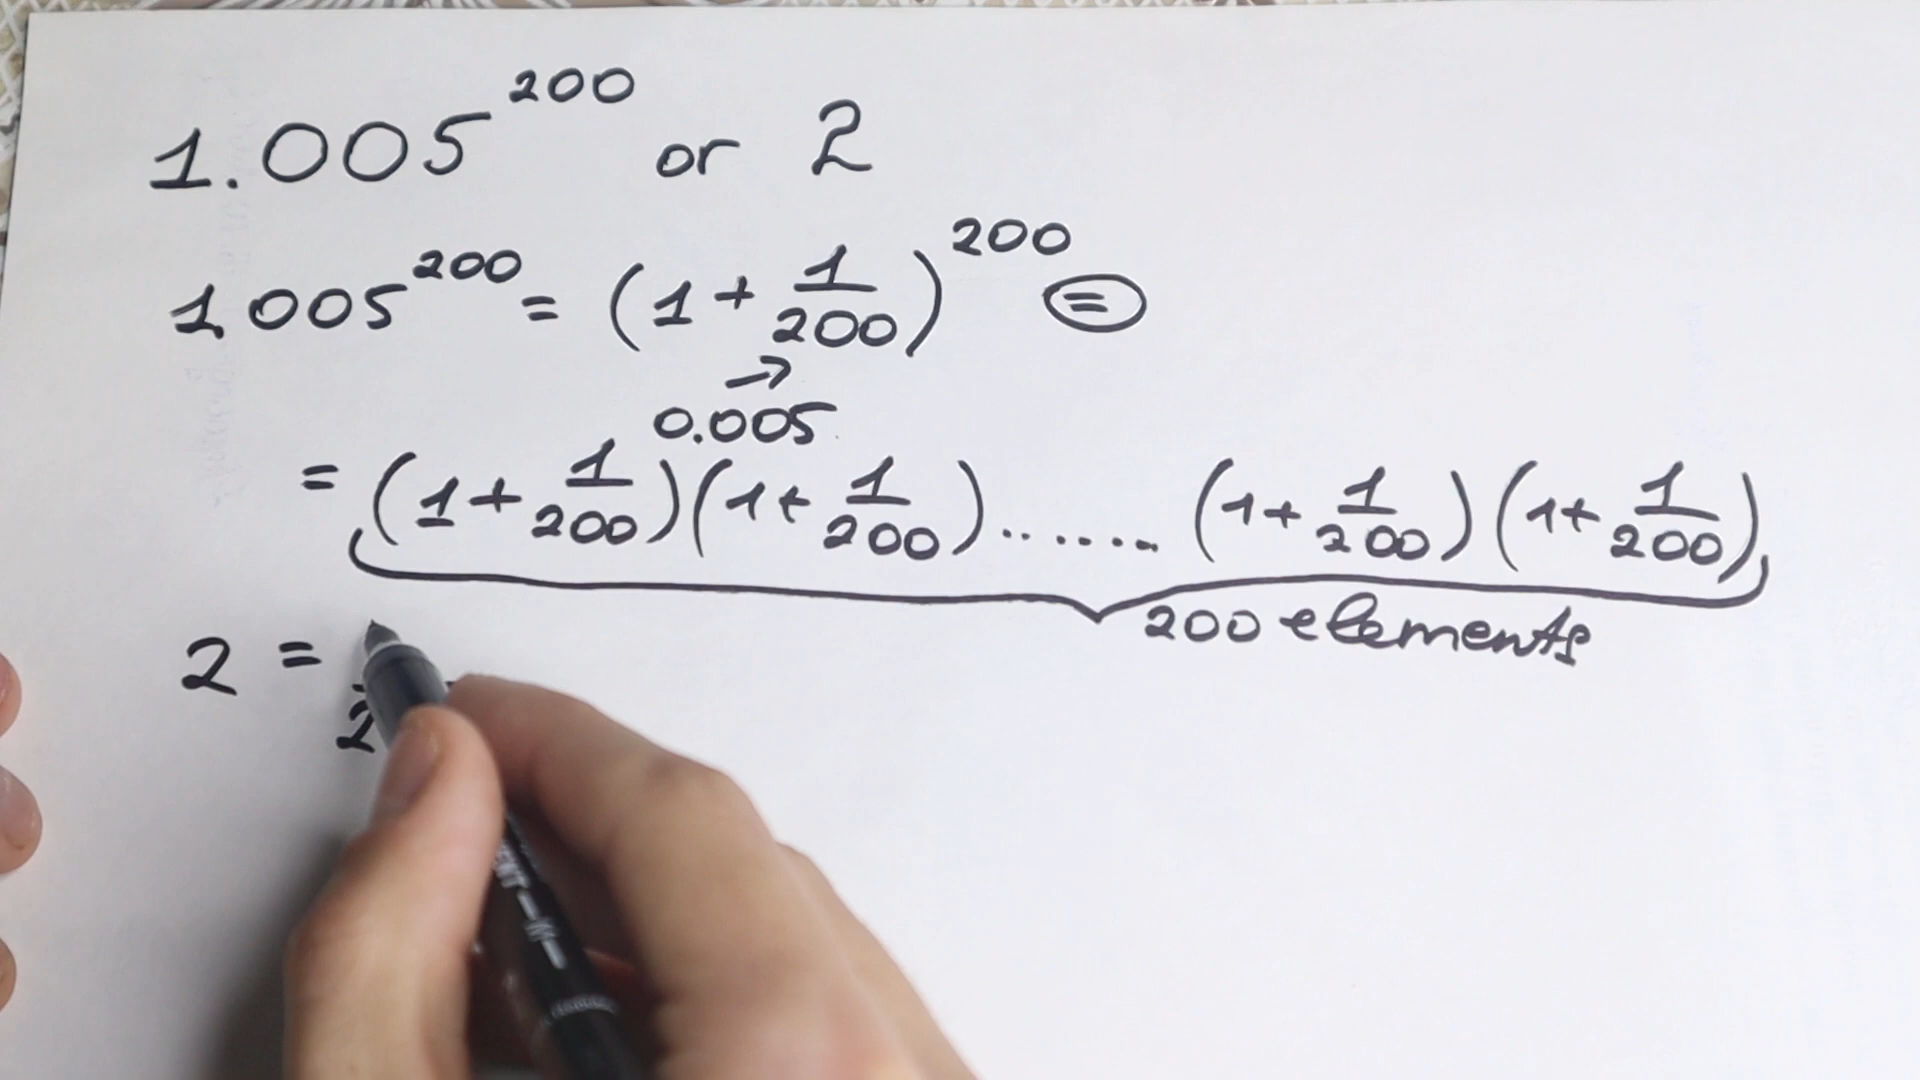 1.005^200 or 2
1.005^200 = (1 + 1/200)^200 =
0.005
= (1 + 1/200)(1 + 1/200)....... (1 + 1/200)(1 + 1/200)
200 elements
2 =
2